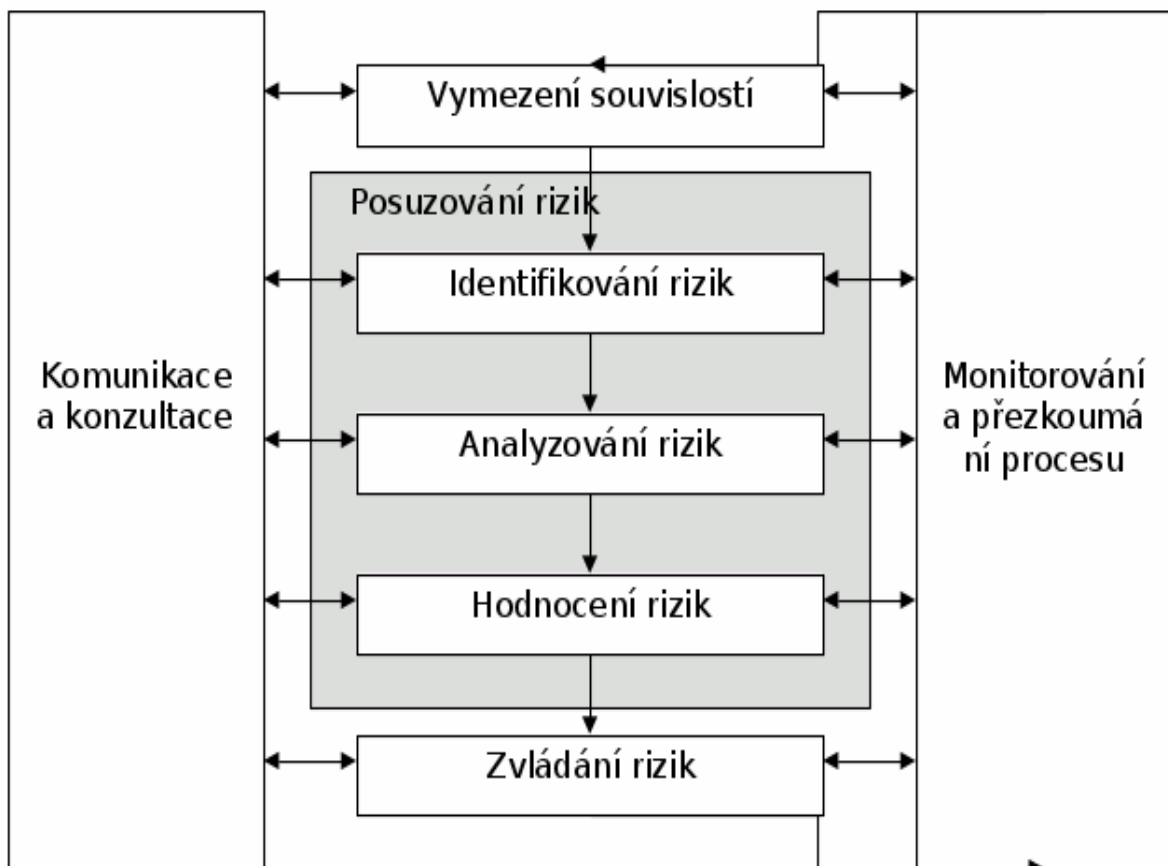 Vymezení souvislostí
Posuzování rizik
Identifikování rizik
Komunikace
a konzultace
Monitorování
a přezkoumá
ní procesu
Analyzování rizik
Hodnocení rizik
Zvládání rizik